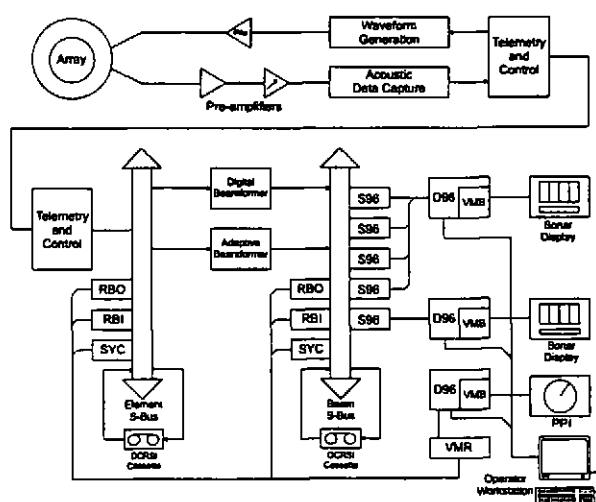 Array
Waveform
Generation
Telemetry
and
Control
Acoustic
Data Capture
Pre-amplifiers
Telemetry
and
Control
Digital
Beamformer
Adaptive
Beamformer
S96
S96
S96
S96
S96
D96
VMB
Sonar
Display
RBO
RBI
SYC
RBO
RBI
SYC
D96
VMB
Sonar
Display
D96
VMB
PPI
Element
S-Bus
Beam
S-Bus
DCRSI
Cassette
DCRSI
Cassette
VMR
Operator
Workstation